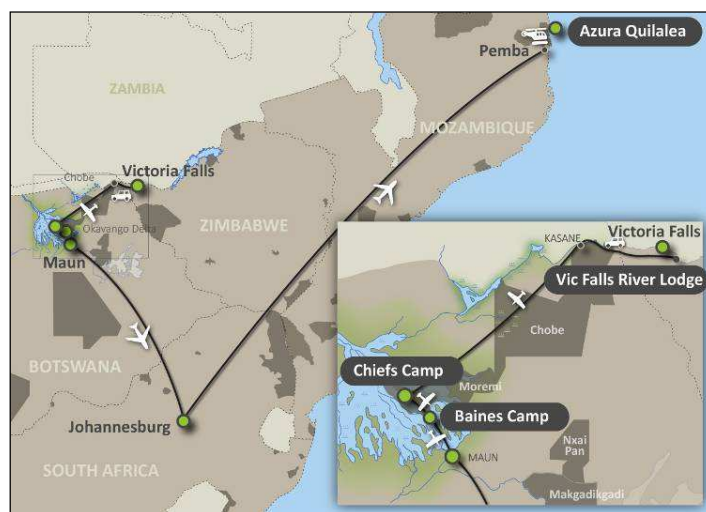 Azura Quilalea
Pemba
ZAMBIA
MOZAMBIQUE
Chobe
Victoria Falls
ZIMBABWE
Okavango Delta
Maun
BOTSWANA
Johannesburg
SOUTH AFRICA
KASANE
Victoria Falls
Vic Falls River Lodge
Chobe
Chiefs Camp
Moremi
Baines Camp
MAUN
Nxai
Pan
Makgadikgadi